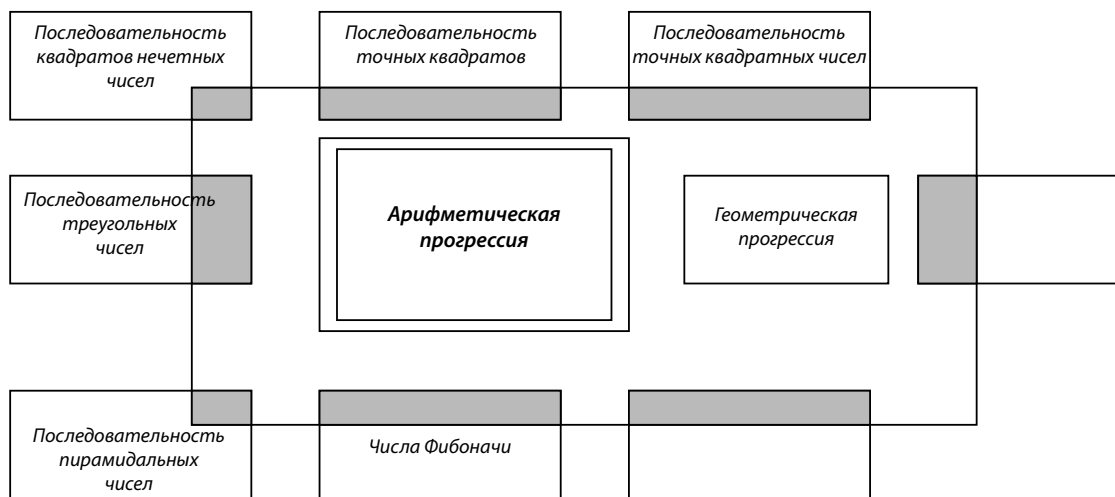 Последовательность
квадратов нечетных
чисел
Последовательность
точных квадратов
Последовательность
точных квадратных чисел
Последовательность
треугольных
чисел
Арифметическая
прогрессия
Геометрическая
прогрессия
Последовательность
пирамидальных
чисел
Числа Фибоначи